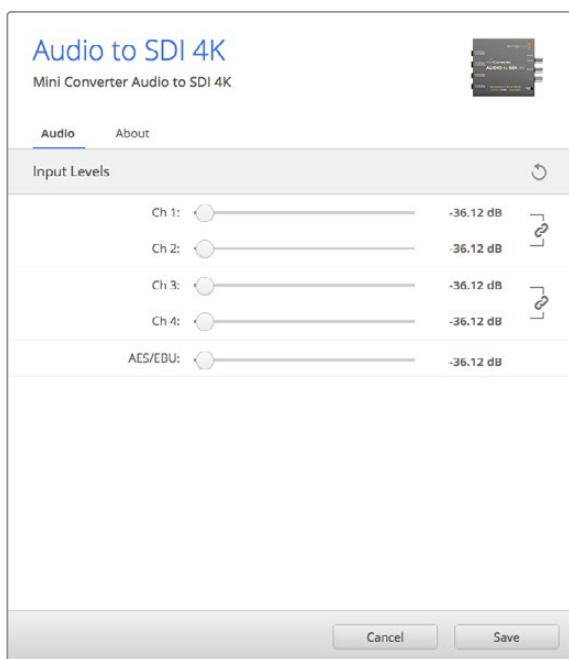 Audio to SDI 4K
Mini Converter Audio to SDI 4K
Audio About
Input Levels
Ch 1: -36.12 dB
Ch 2: -36.12 dB
Ch 3: -36.12 dB
Ch 4: -36.12 dB
AES/EBU: -36.12 dB
Cancel Save